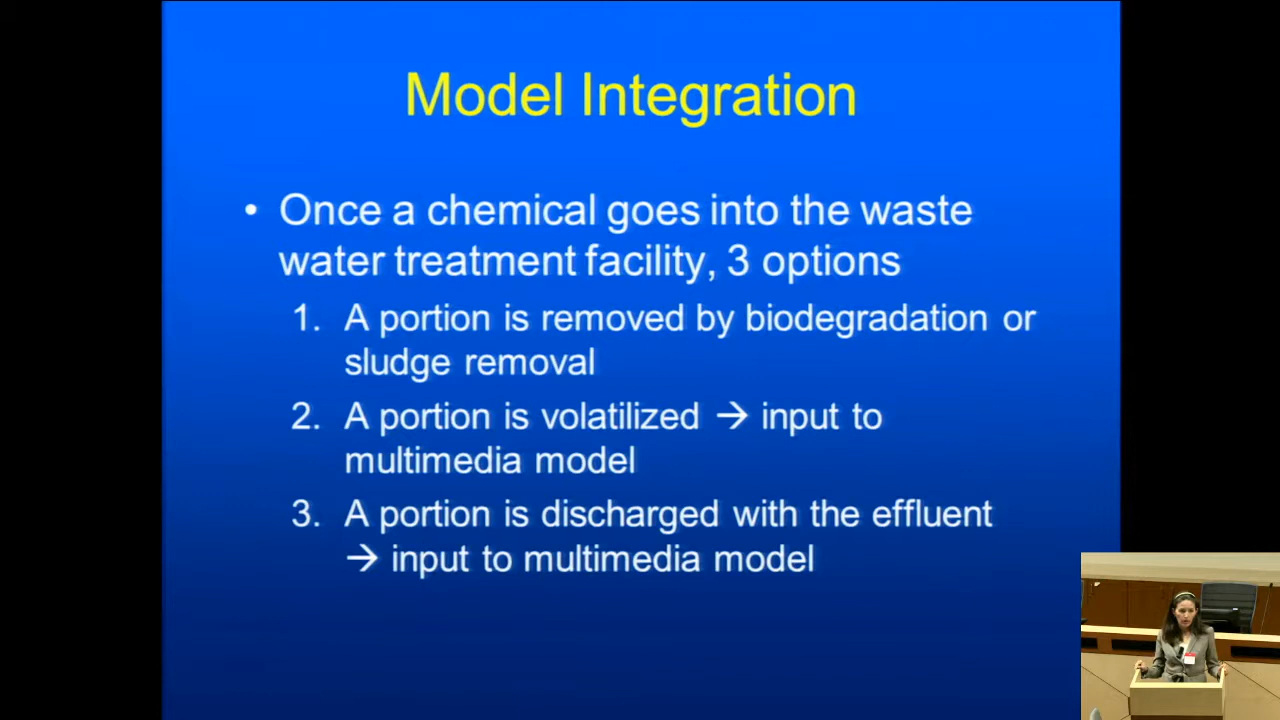 Model Integration
• Once a chemical goes into the waste
water treatment facility, 3 options
1. A portion is removed by biodegradation or
sludge removal
2. A portion is volatilized → input to
multimedia model
3. A portion is discharged with the effluent
→ input to multimedia model